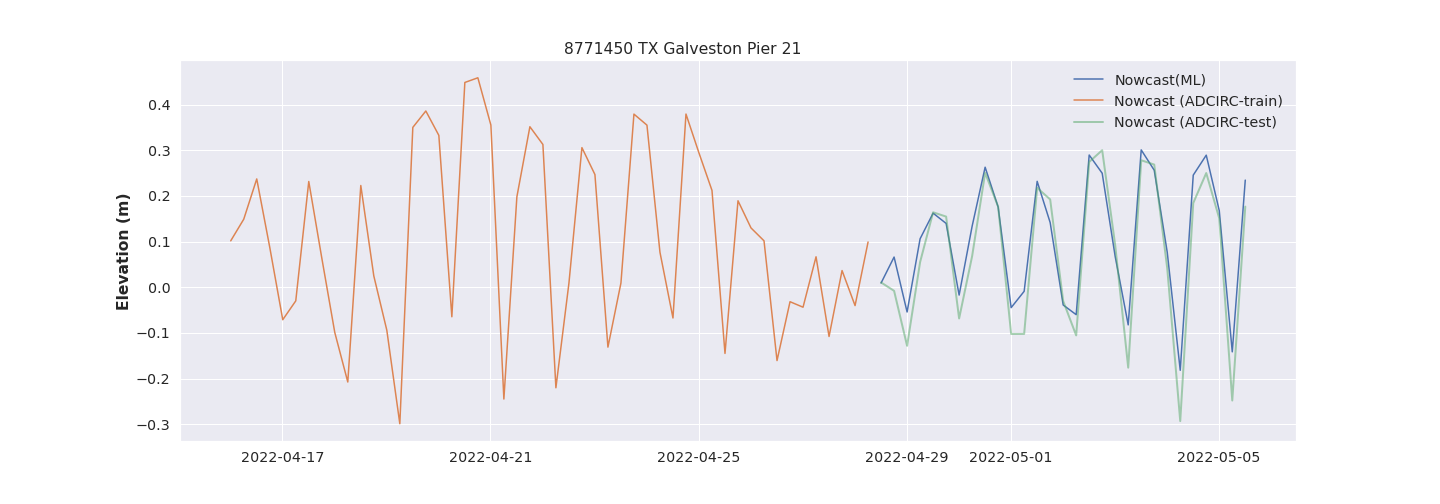 8771450 TX Galveston Pier 21
Nowcast(ML)
Nowcast (ADCIRC-train)
Nowcast (ADCIRC-test)
Elevation (m)
0.4
0.3
0.2
0.1
0.0
−0.1
−0.2
−0.3
2022-04-17 2022-04-21 2022-04-25 2022-04-29 2022-05-01 2022-05-05